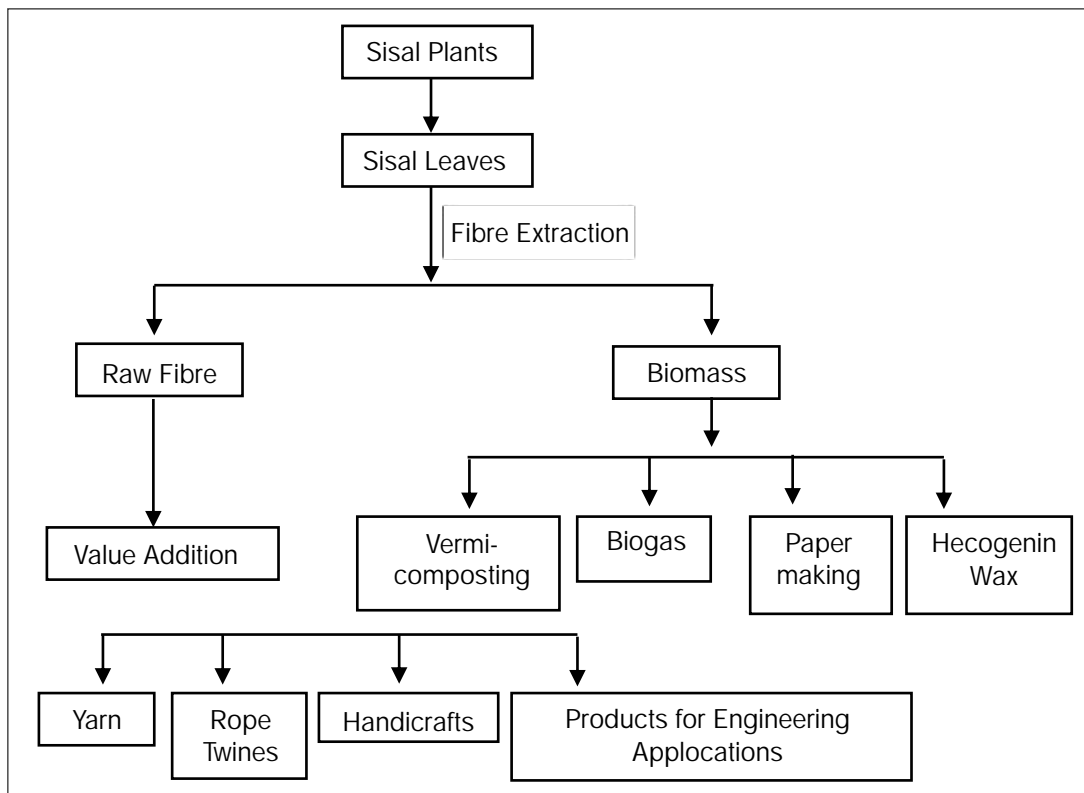 Sisal Plants
Sisal Leaves
Fibre Extraction
Raw Fibre
Biomass
Value Addition
Vermi-
composting
Biogas
Paper
making
Hecogenin
Wax
Yarn
Rope
Twines
Handicrafts
Products for Engineering
Applocations